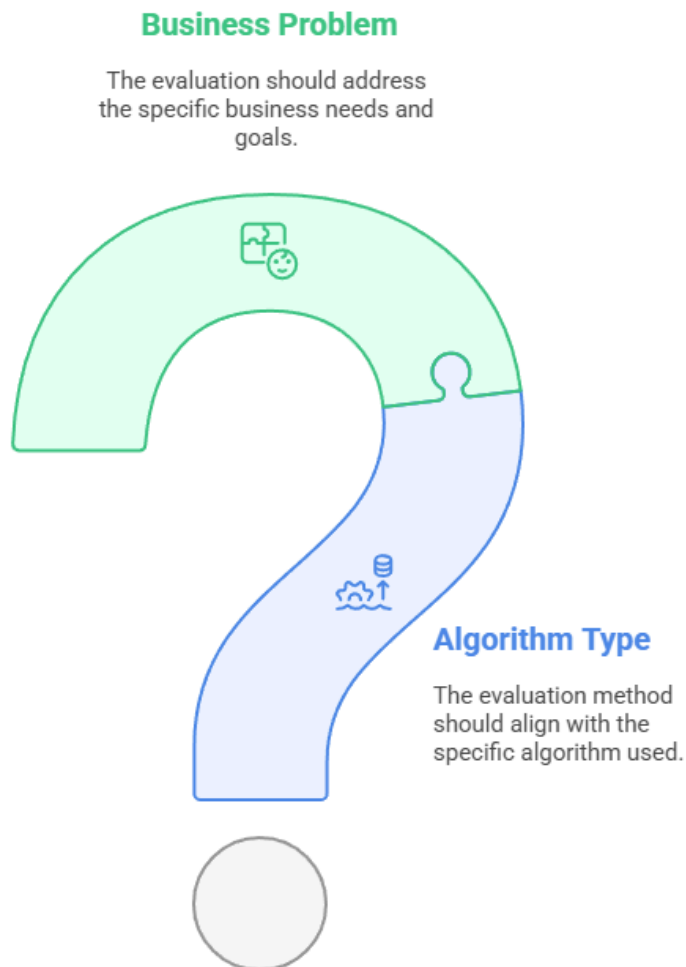 Business Problem
The evaluation should address
the specific business needs and
goals.
Algorithm Type
The evaluation method
should align with the
specific algorithm used.